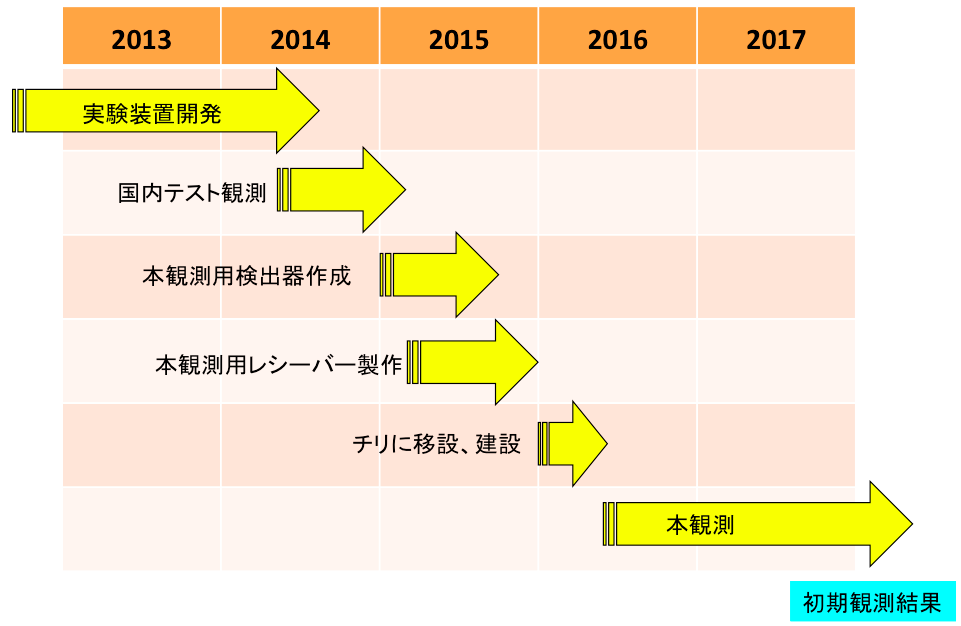 2013 2014 2015 2016 2017
実験装置開発
国内テスト観測
本観測用検出器作成
本観測用レシーバー製作
チリに移設、建設
本観測
初期観測結果